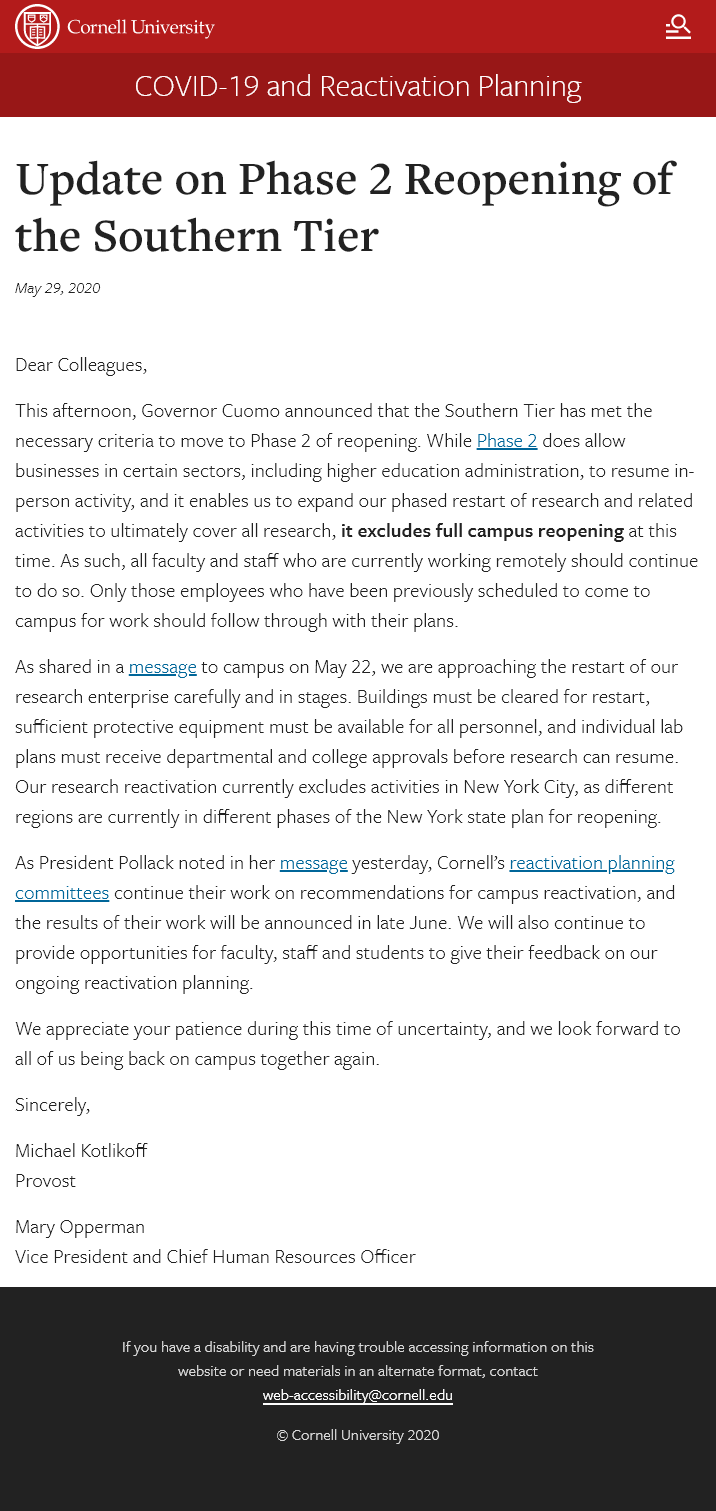 Cornell University
COVID-19 and Reactivation Planning
Update on Phase 2 Reopening of
the Southern Tier
May 29, 2020
Dear Colleagues,
This afternoon, Governor Cuomo announced that the Southern Tier has met the
necessary criteria to move to Phase 2 of reopening. While Phase 2 does allow
businesses in certain sectors, including higher education administration, to resume in-
person activity, and it enables us to expand our phased restart of research and related
activities to ultimately cover all research, it excludes full campus reopening at this
time. As such, all faculty and staff who are currently working remotely should continue
to do so. Only those employees who have been previously scheduled to come to
campus for work should follow through with their plans.
As shared in a message to campus on May 22, we are approaching the restart of our
research enterprise carefully and in stages. Buildings must be cleared for restart,
sufficient protective equipment must be available for all personnel, and individual lab
plans must receive departmental and college approvals before research can resume.
Our research reactivation currently excludes activities in New York City, as different
regions are currently in different phases of the New York state plan for reopening.
As President Pollack noted in her message yesterday, Cornell’s reactivation planning
committees continue their work on recommendations for campus reactivation, and
the results of their work will be announced in late June. We will also continue to
provide opportunities for faculty, staff and students to give their feedback on our
ongoing reactivation planning.
We appreciate your patience during this time of uncertainty, and we look forward to
all of us being back on campus together again.
Sincerely,
Michael Kotlikoff
Provost
Mary Opperman
Vice President and Chief Human Resources Officer
If you have a disability and are having trouble accessing information on this
website or need materials in an alternate format, contact
web-accessibility@cornell.edu
© Cornell University 2020